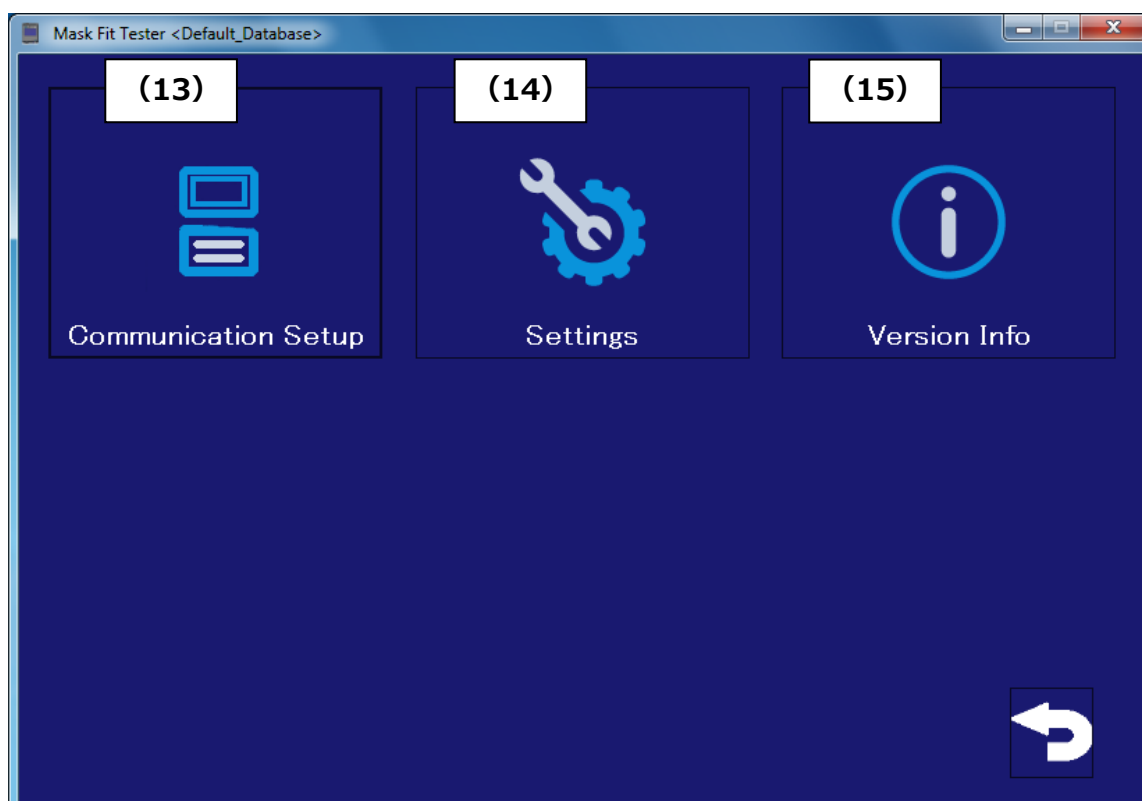 Mask Fit Tester <Default_Database>
(13)
(14)
(15)
Communication Setup
Settings
Version Info